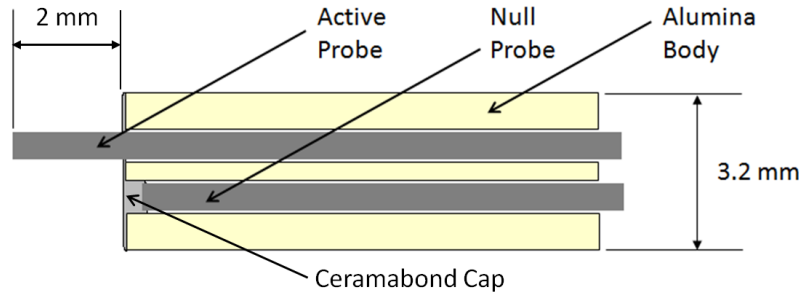 2 mm
Active
Probe
Null
Probe
Alumina
Body
3.2 mm
Ceramabond Cap